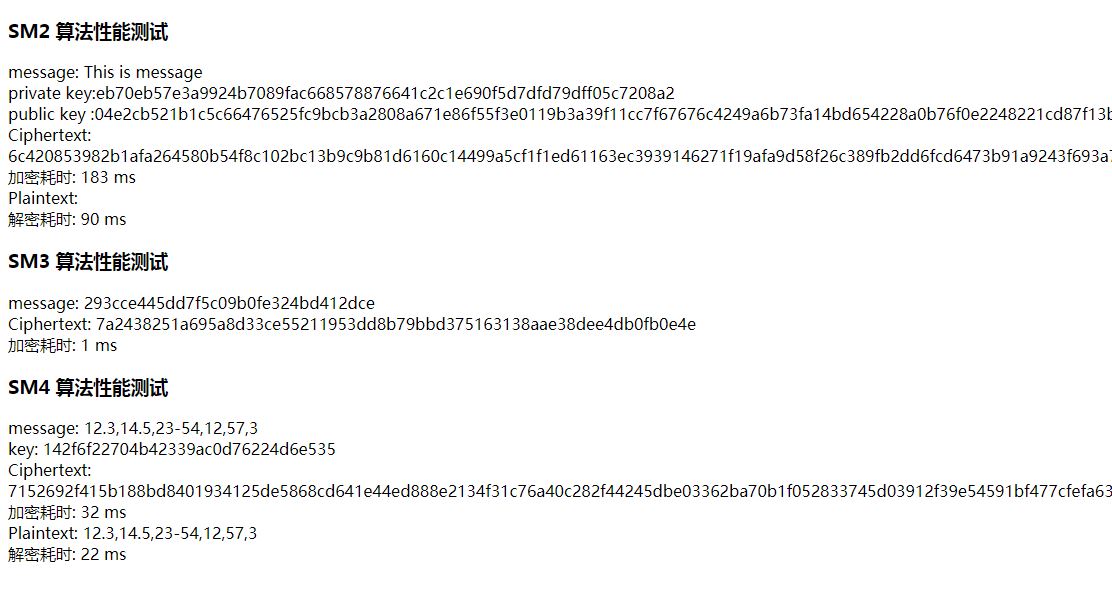 SM2 算法性能测试
message: This is message
private key:eb70eb57e3a9924b7089fac668578876641c2c1e690f5d7dfd79dff05c7208a2
public key :04e2cb521b1c5c66476525fc9bcb3a2808a671e86f55f3e0119b3a39f11cc7f67676c4249a6b73fa14bd654228a0b76f0e2248221cd87f13b
Ciphertext:
6c420853982b1afa264580b54f8c102bc13b9c9b81d6160c14499a5cf1f1ed61163ec3939146271f19afa9d58f26c389fb2dd6fcd6473b91a9243f693a7
加密耗时: 183 ms
Plaintext:
解密耗时: 90 ms
SM3 算法性能测试
message: 293cce445dd7f5c09b0fe324bd412dce
Ciphertext: 7a2438251a695a8d33ce55211953dd8b79bbd375163138aae38dee4db0fb0e4e
加密耗时: 1 ms
SM4 算法性能测试
message: 12.3,14.5,23-54,12,57,3
key: 142f6f22704b42339ac0d76224d6e535
Ciphertext:
7152692f415b188bd8401934125de5868cd641e44ed888e2134f31c76a40c282f44245dbe03362ba70b1f052833745d03912f39e54591bf477cfefa63
加密耗时: 32 ms
Plaintext: 12.3,14.5,23-54,12,57,3
解密耗时: 22 ms